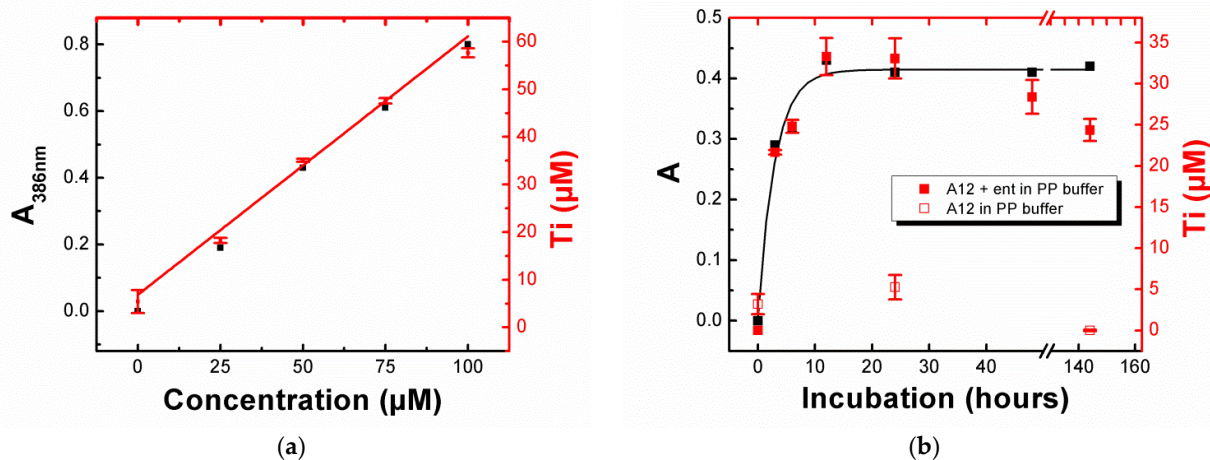 0.8
0.6
0.4
0.2
0.0
A386nm
60
50
40
30
20
10
0
Ti (µM)
0 25 50 75 100
Concentration (µM)
(a)
0.5
0.4
0.3
0.2
0.1
0.0
A
35
30
25
20
15
10
5
0
Ti (µM)
A12 + ent in PP buffer
A12 in PP buffer
0 10 20 30 40 140 160
Incubation (hours)
(b)